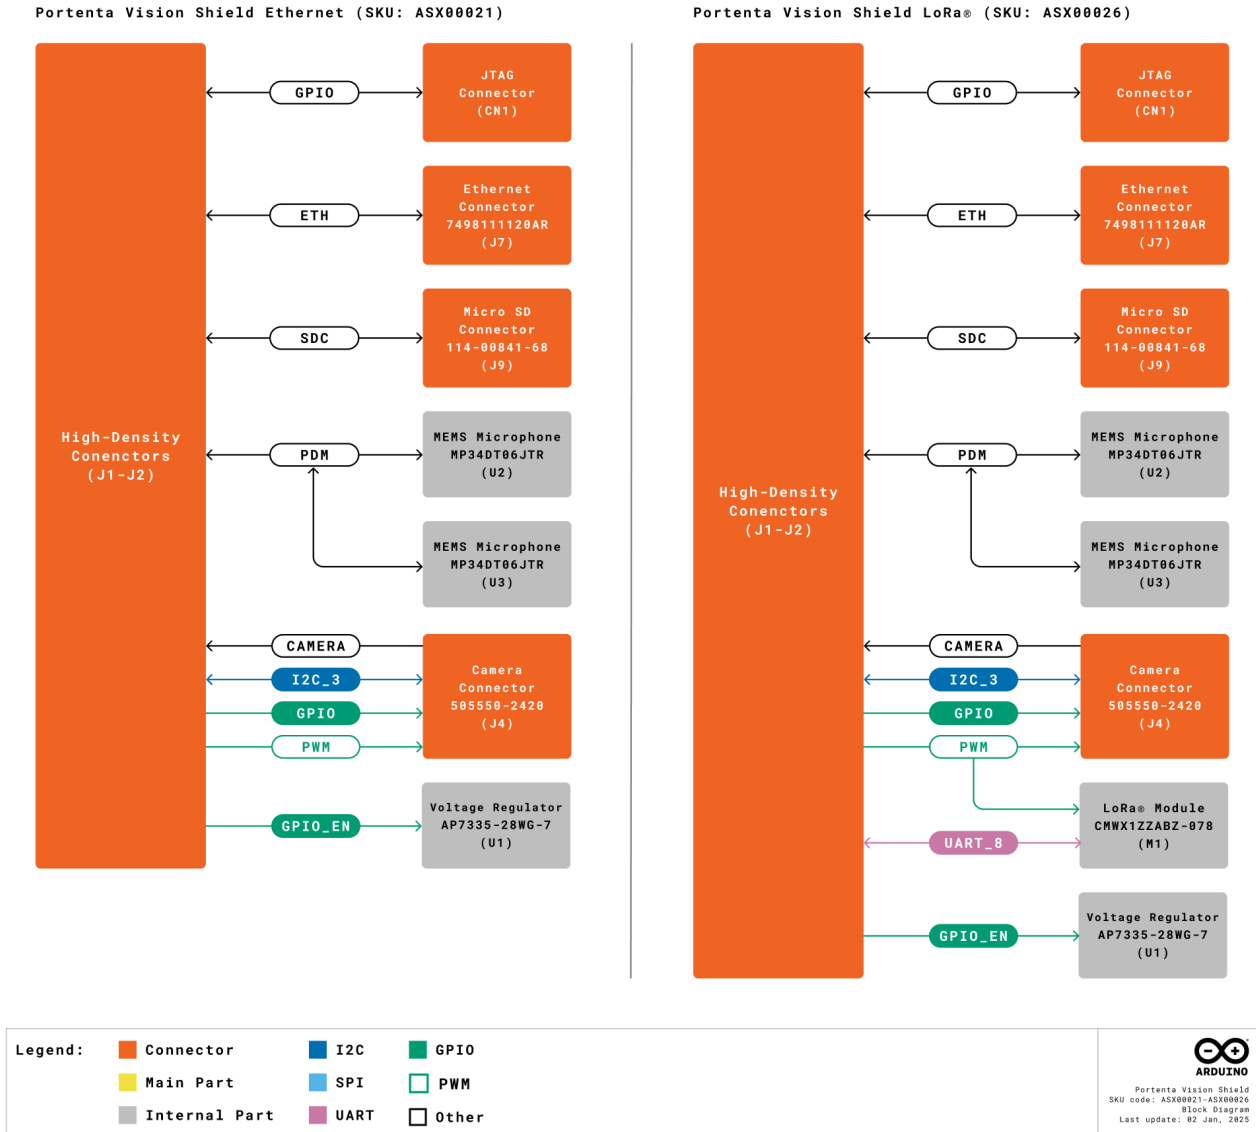 Portenta Vision Shield Ethernet (SKU: ASX00021)
High-Density
Conenctors
(J1-J2)
GPIO
JTAG
Connector
(CN1)
ETH
Ethernet
Connector
7498111120AR
(J7)
SDC
Micro SD
Connector
114-00841-68
(J9)
PDM
MEMS Microphone
MP34DT06JTR
(U2)
MEMS Microphone
MP34DT06JTR
(U3)
CAMERA
I2C_3
GPIO
PWM
Camera
Connector
505550-2420
(J4)
GPIO_EN
Voltage Regulator
AP7335-28WG-7
(U1)
Portenta Vision Shield LoRa® (SKU: ASX00026)
High-Density
Conenctors
(J1-J2)
GPIO
JTAG
Connector
(CN1)
ETH
Ethernet
Connector
7498111120AR
(J7)
SDC
Micro SD
Connector
114-00841-68
(J9)
PDM
MEMS Microphone
MP34DT06JTR
(U2)
MEMS Microphone
MP34DT06JTR
(U3)
CAMERA
I2C_3
GPIO
PWM
Camera
Connector
505550-2420
(J4)
UART_8
LoRa® Module
CMWX1ZZABZ-078
(M1)
GPIO_EN
Voltage Regulator
AP7335-28WG-7
(U1)
Legend:
Connector
Main Part
Internal Part
I2C
SPI
UART
GPIO
PWM
Other
ARDUINO
Portenta Vision Shield
SKU code: ASX00021-ASX00026
Block Diagram
Last update: 02 Jan, 2025